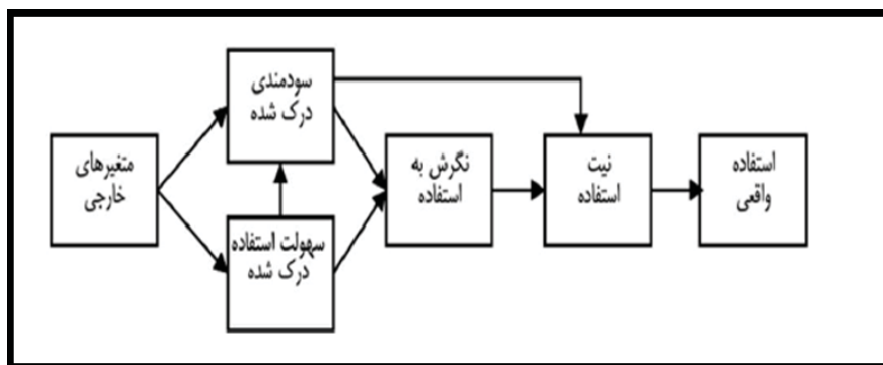 سودمندی
درک شده
متغیرهای
خارجی
سهولت استفاده
درک شده
نگرش به
استفاده
نیت
استفاده
استفاده
واقعی